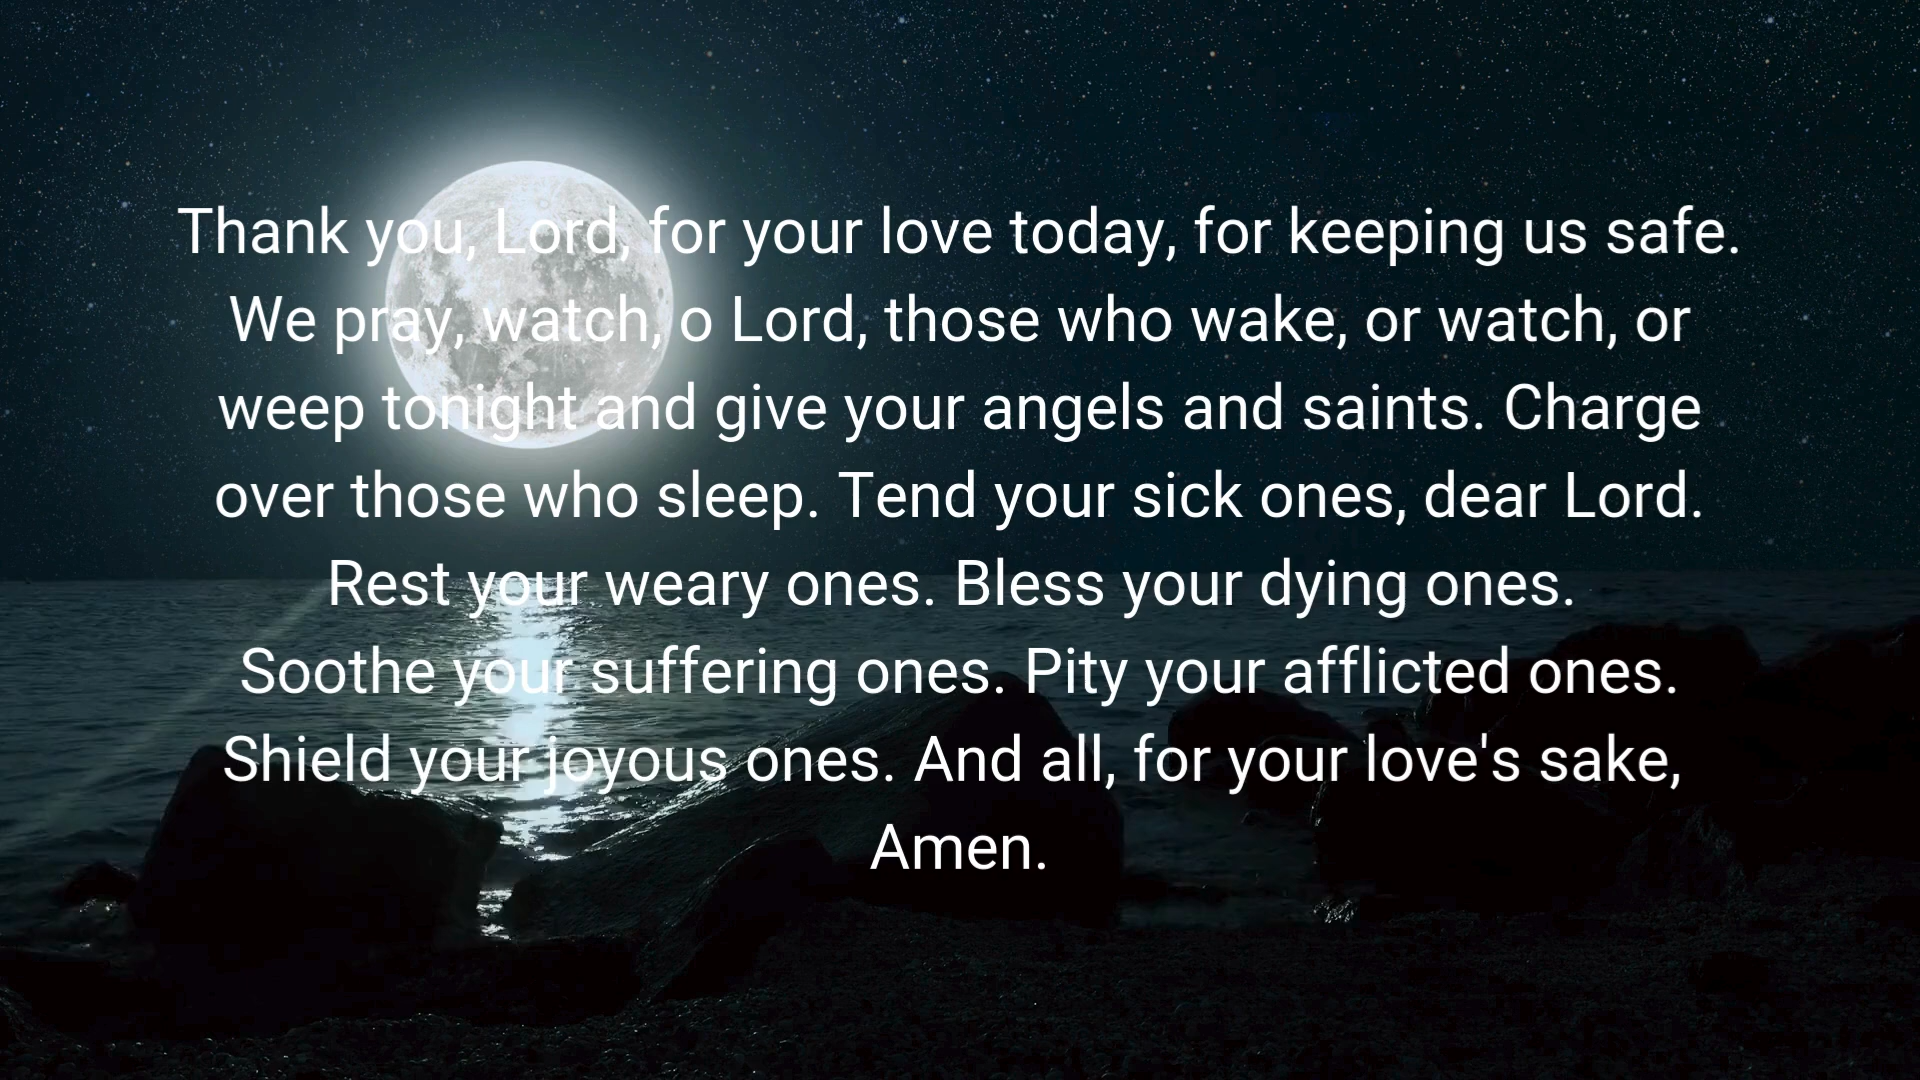 Thank you, Lord, for your love today, for keeping us safe.
We pray, watch, o Lord, those who wake, or watch, or
weep tonight and give your angels and saints. Charge
over those who sleep. Tend your sick ones, dear Lord.
Rest your weary ones. Bless your dying ones.
Soothe your suffering ones. Pity your afflicted ones.
Shield your joyous ones. And all, for your love's sake,
Amen.